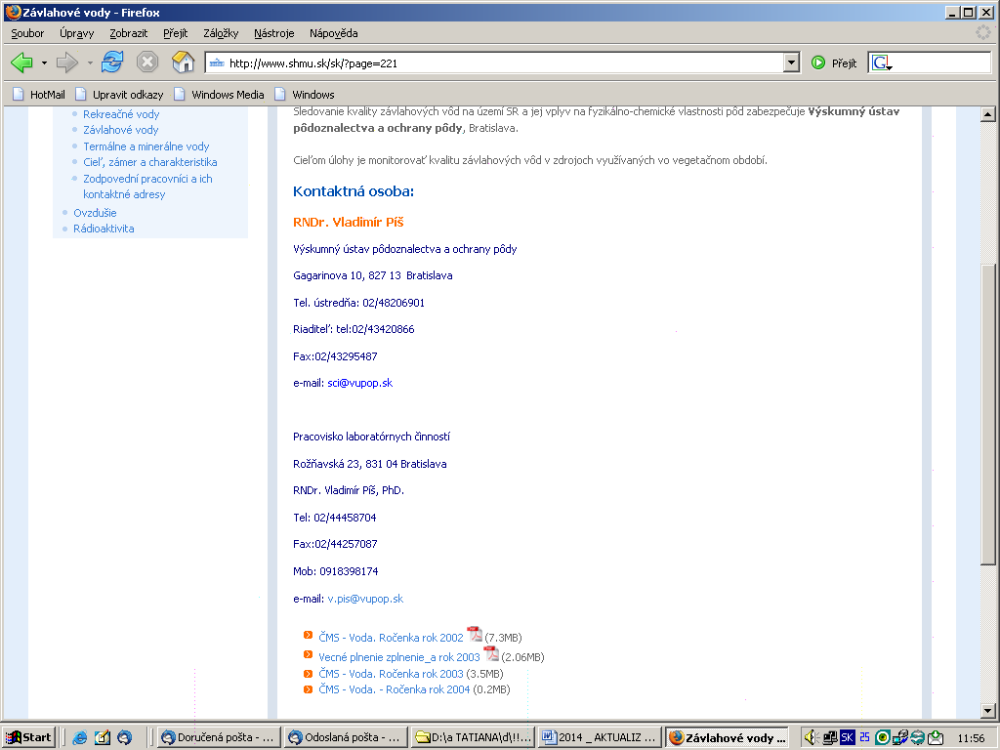 Závlahové vody - Firefox
Soubor Úpravy Zobrazit Přejít Záložky Nástroje Nápověda
http://www.shmu.sk/sk/?page=221 Přejít G
HotMail Upravit odkazy Windows Media Windows
Rekreačné vody
Závlahové vody
Termálne a minerálne vody
Cieľ, zámer a charakteristika
Zodpovední pracovníci a ich
kontaktné adresy
Ovzdušie
Rádioaktivita
Sledovanie kvality závlahových vôd na území SR a jej vplyv na fyzikálno-chemické vlastnosti pôd zabezpečuje Výskumný ústav
pôdoznalectva a ochrany pôdy, Bratislava.
Cieľom úlohy je monitorovať kvalitu závlahových vôd v zdrojoch využívaných vo vegetačnom období.
Kontaktná osoba:
RNDr. Vladimír Píš
Výskumný ústav pôdoznalectva a ochrany pôdy
Gagarinova 10, 827 13 Bratislava
Tel. ústredňa: 02/48206901
Riaditeľ: tel:02/43420866
Fax:02/43295487
e-mail: sci@vupop.sk
Pracovisko laboratórnych činností
Rožňavská 23, 831 04 Bratislava
RNDr. Vladimír Píš, PhD.
Tel: 02/44458704
Fax:02/44257087
Mob: 0918398174
e-mail: v.pis@vupop.sk
ČMS - Voda. Ročenka rok 2002 (7.3MB)
Vecné plnenie zplnenie_a rok 2003 (2.06MB)
ČMS - Voda. Ročenka rok 2003 (3.5MB)
ČMS - Voda. - Ročenka rok 2004 (0.2MB)
Start Doručená pošta - ... Odoslaná pošta - ... D:\a TATIANA\d\!!... 2014 _ AKTUALIZ ... Závlahové vody ... SK 25 11:56